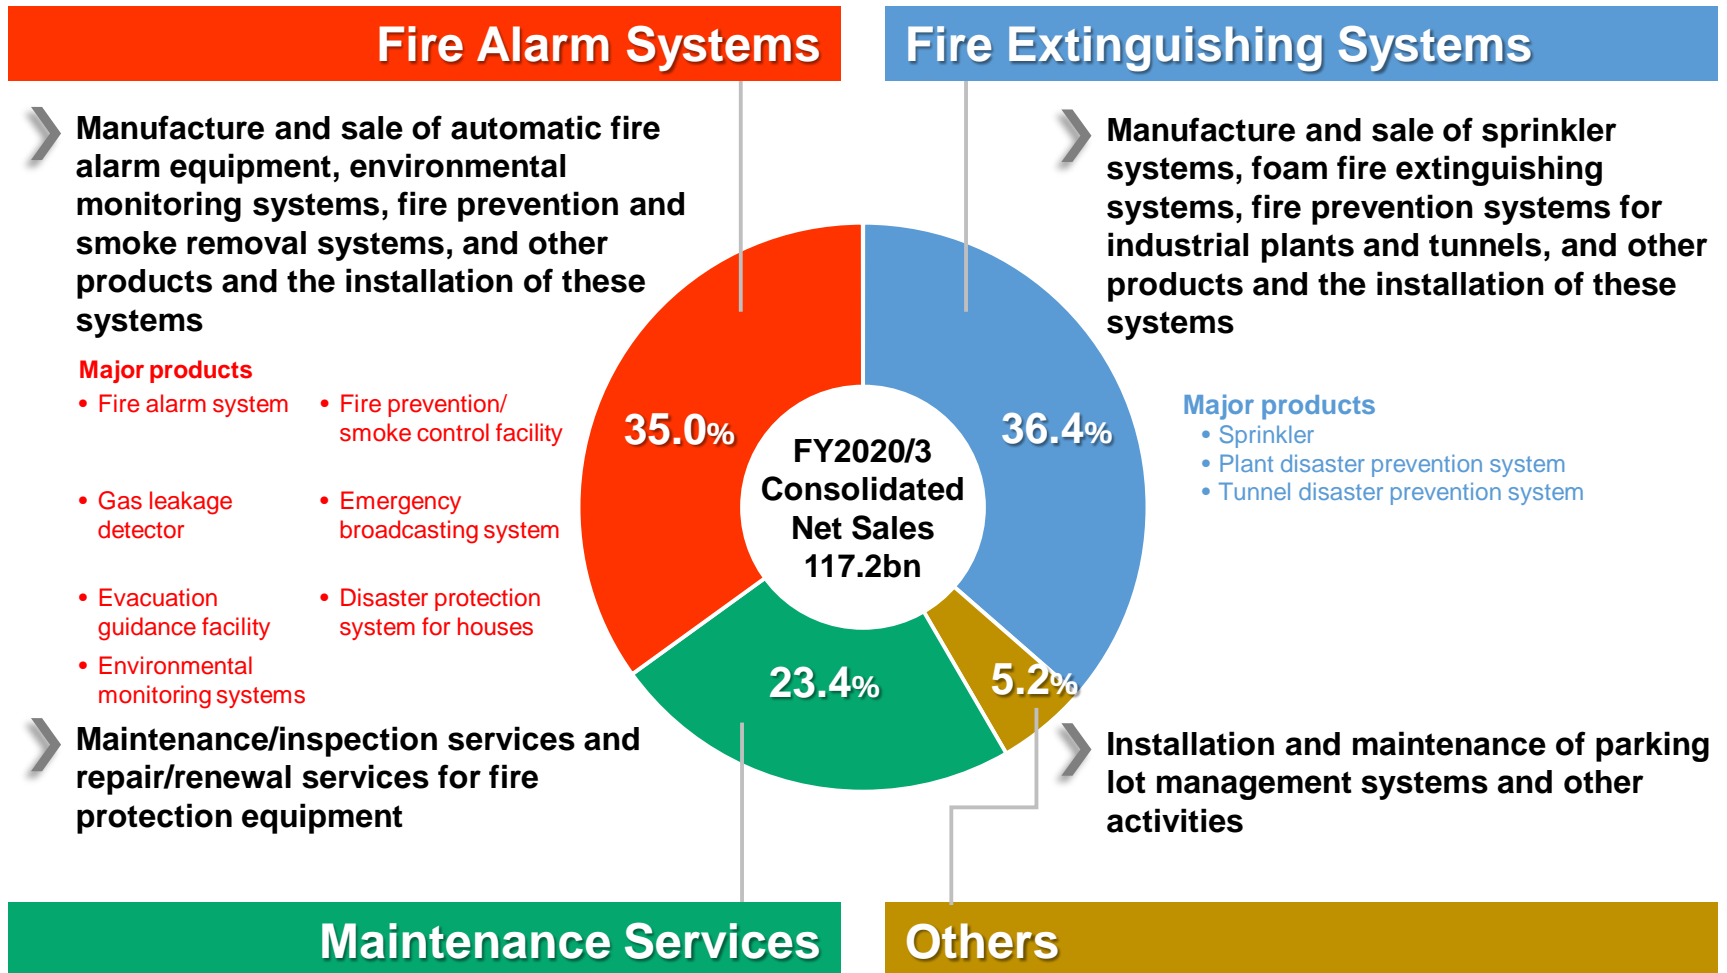 Fire Alarm Systems
Manufacture and sale of automatic fire
alarm equipment, environmental
monitoring systems, fire prevention and
smoke removal systems, and other
products and the installation of these
systems
Major products
• Fire alarm system
• Fire prevention/
smoke control facility
• Gas leakage
detector
• Emergency
broadcasting system
• Evacuation
guidance facility
• Disaster protection
system for houses
• Environmental
monitoring systems
Fire Extinguishing Systems
Manufacture and sale of sprinkler
systems, foam fire extinguishing
systems, fire prevention systems for
industrial plants and tunnels, and other
products and the installation of these
systems
Major products
• Sprinkler
• Plant disaster prevention system
• Tunnel disaster prevention system
35.0%
36.4%
FY2020/3
Consolidated
Net Sales
117.2bn
23.4%
5.2%
Maintenance/inspection services and
repair/renewal services for fire
protection equipment
Maintenance Services
Installation and maintenance of parking
lot management systems and other
activities
Others